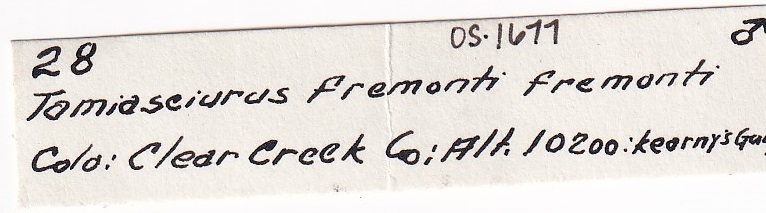 28 OS.1677 ♂
Tamiasciurus fremonti fremonti
Colo: Clear Creek Co; Alt. 10200: Kearny's